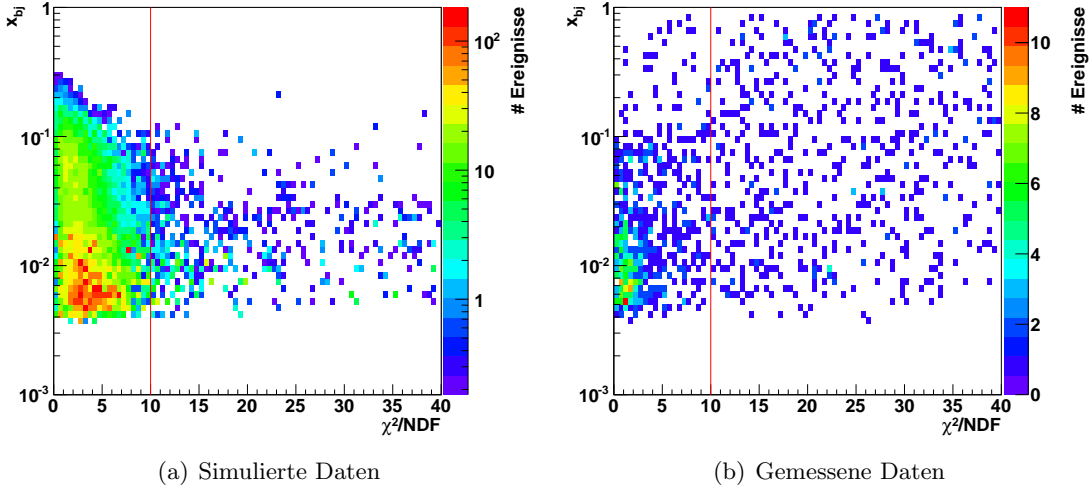 x_bj
1
10⁻¹
10⁻²
10⁻³
0 5 10 15 20 25 30 35 40
χ²/NDF
10²
10
1
# Ereignisse
(a) Simulierte Daten
x_bj
1
10⁻¹
10⁻²
10⁻³
0 5 10 15 20 25 30 35 40
χ²/NDF
10
8
6
4
2
0
# Ereignisse
(b) Gemessene Daten